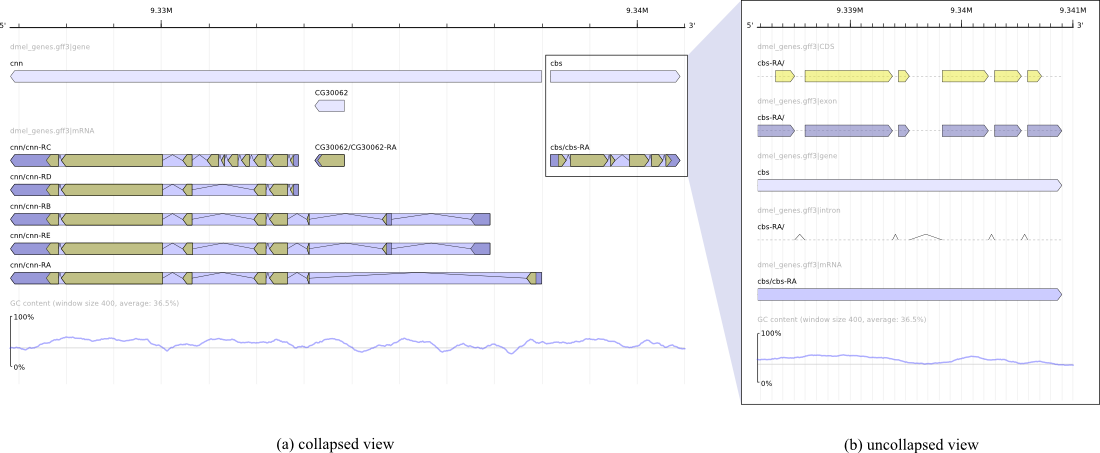 9.33M
9.34M
5'
3'
dmel_genes.gff3|gene
cnn
cbs
CG30062
dmel_genes.gff3|mRNA
cnn/cnn-RC
CG30062/CG30062-RA
cbs/cbs-RA
cnn/cnn-RD
cnn/cnn-RB
cnn/cnn-RE
cnn/cnn-RA
GC content (window size 400, average: 36.5%)
100%
0%
(a) collapsed view
9.339M
9.34M
9.341M
5'
3'
dmel_genes.gff3|CDS
cbs-RA/
dmel_genes.gff3|exon
cbs-RA/
dmel_genes.gff3|gene
cbs
dmel_genes.gff3|intron
cbs-RA/
dmel_genes.gff3|mRNA
cbs/cbs-RA
GC content (window size 400, average: 36.5%)
100%
0%
(b) uncollapsed view